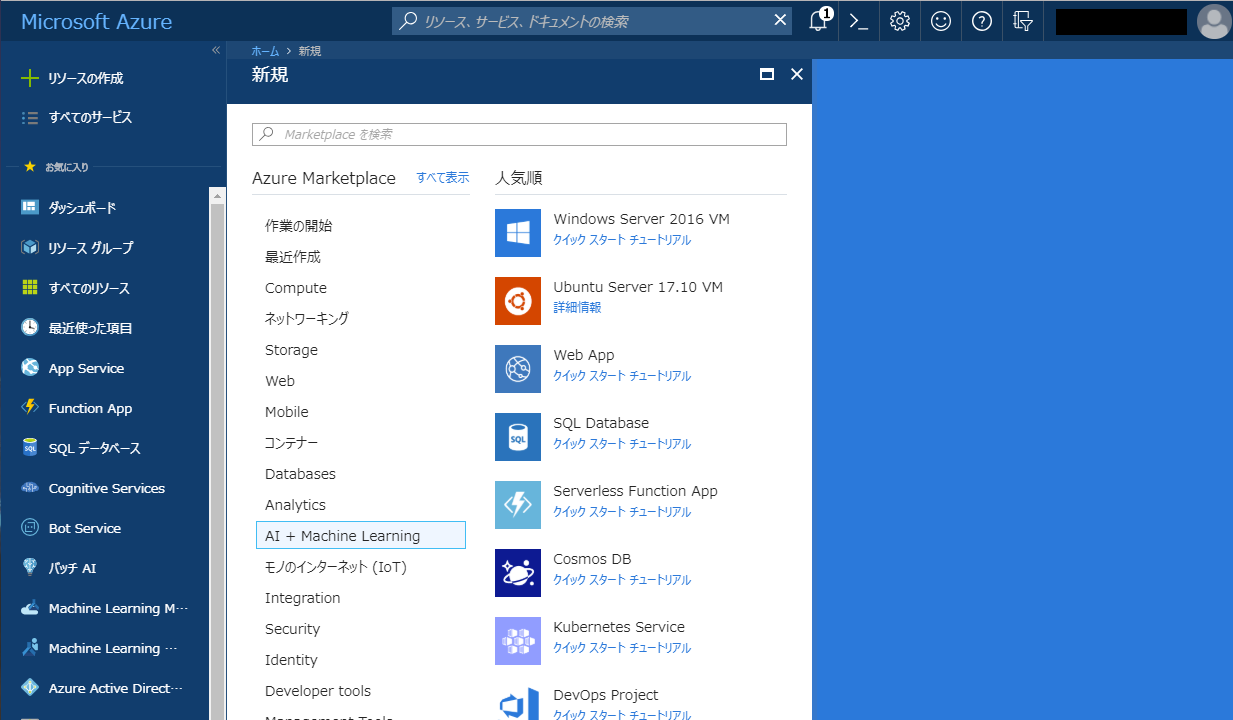 Microsoft Azure
リソース、サービス、ドキュメントの検索
1
リソースの作成
すべてのサービス
お気に入り
ダッシュボード
リソース グループ
すべてのリソース
最近使った項目
App Service
Function App
SQL データベース
Cognitive Services
Bot Service
バッチ AI
Machine Learning M···
Machine Learning ···
Azure Active Direct···
ホーム > 新規
新規
Marketplace を検索
Azure Marketplace すべて表示
作業の開始
最近作成
Compute
ネットワーキング
Storage
Web
Mobile
コンテナー
Databases
Analytics
AI + Machine Learning
モノのインターネット (IoT)
Integration
Security
Identity
Developer tools
Management Tools
人気順
Windows Server 2016 VM
クイック スタート チュートリアル
Ubuntu Server 17.10 VM
詳細情報
Web App
クイック スタート チュートリアル
SQL Database
クイック スタート チュートリアル
Serverless Function App
クイック スタート チュートリアル
Cosmos DB
クイック スタート チュートリアル
Kubernetes Service
クイック スタート チュートリアル
DevOps Project
クイック スタート チュートリアル